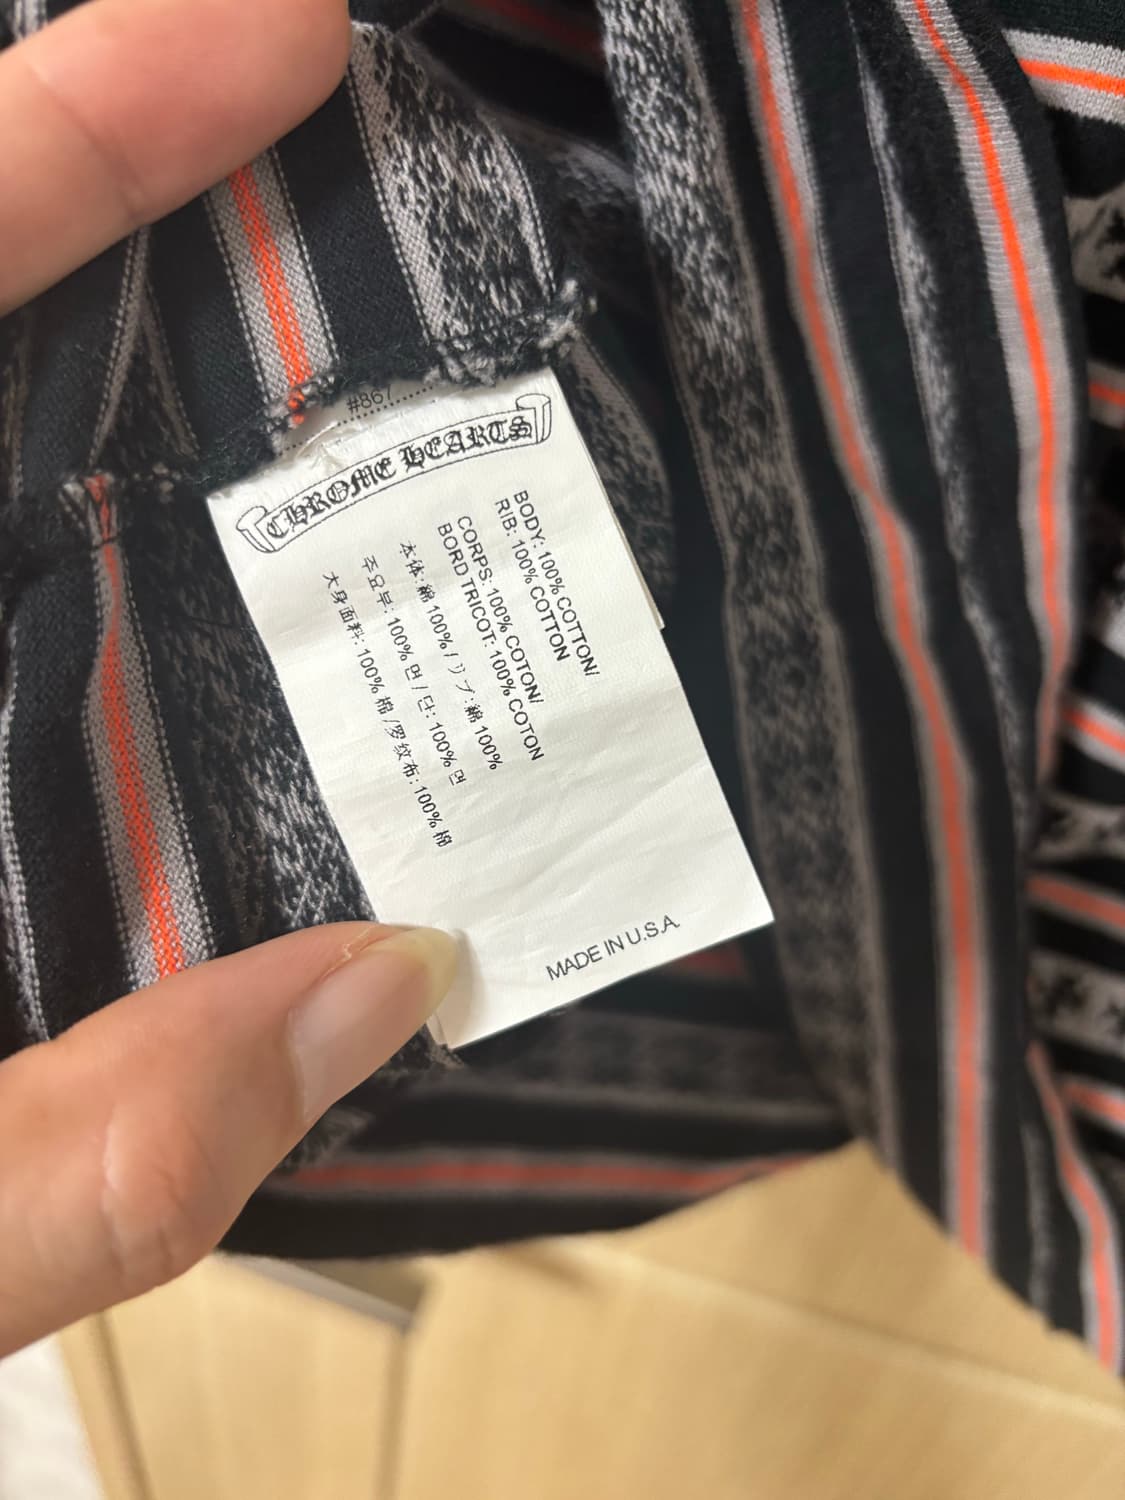 #867
CHROME HEARTS
BODY: 100% COTTON/
RIB: 100% COTTON
CORPS: 100% COTON/
BORD TRICOT: 100% COTON
本体: 綿 100% / リブ: 綿 100%
주요부: 100% 면 / 단: 100% 면
大身面料: 100% 棉 /罗纹布: 100% 棉
MADE IN U.S.A.